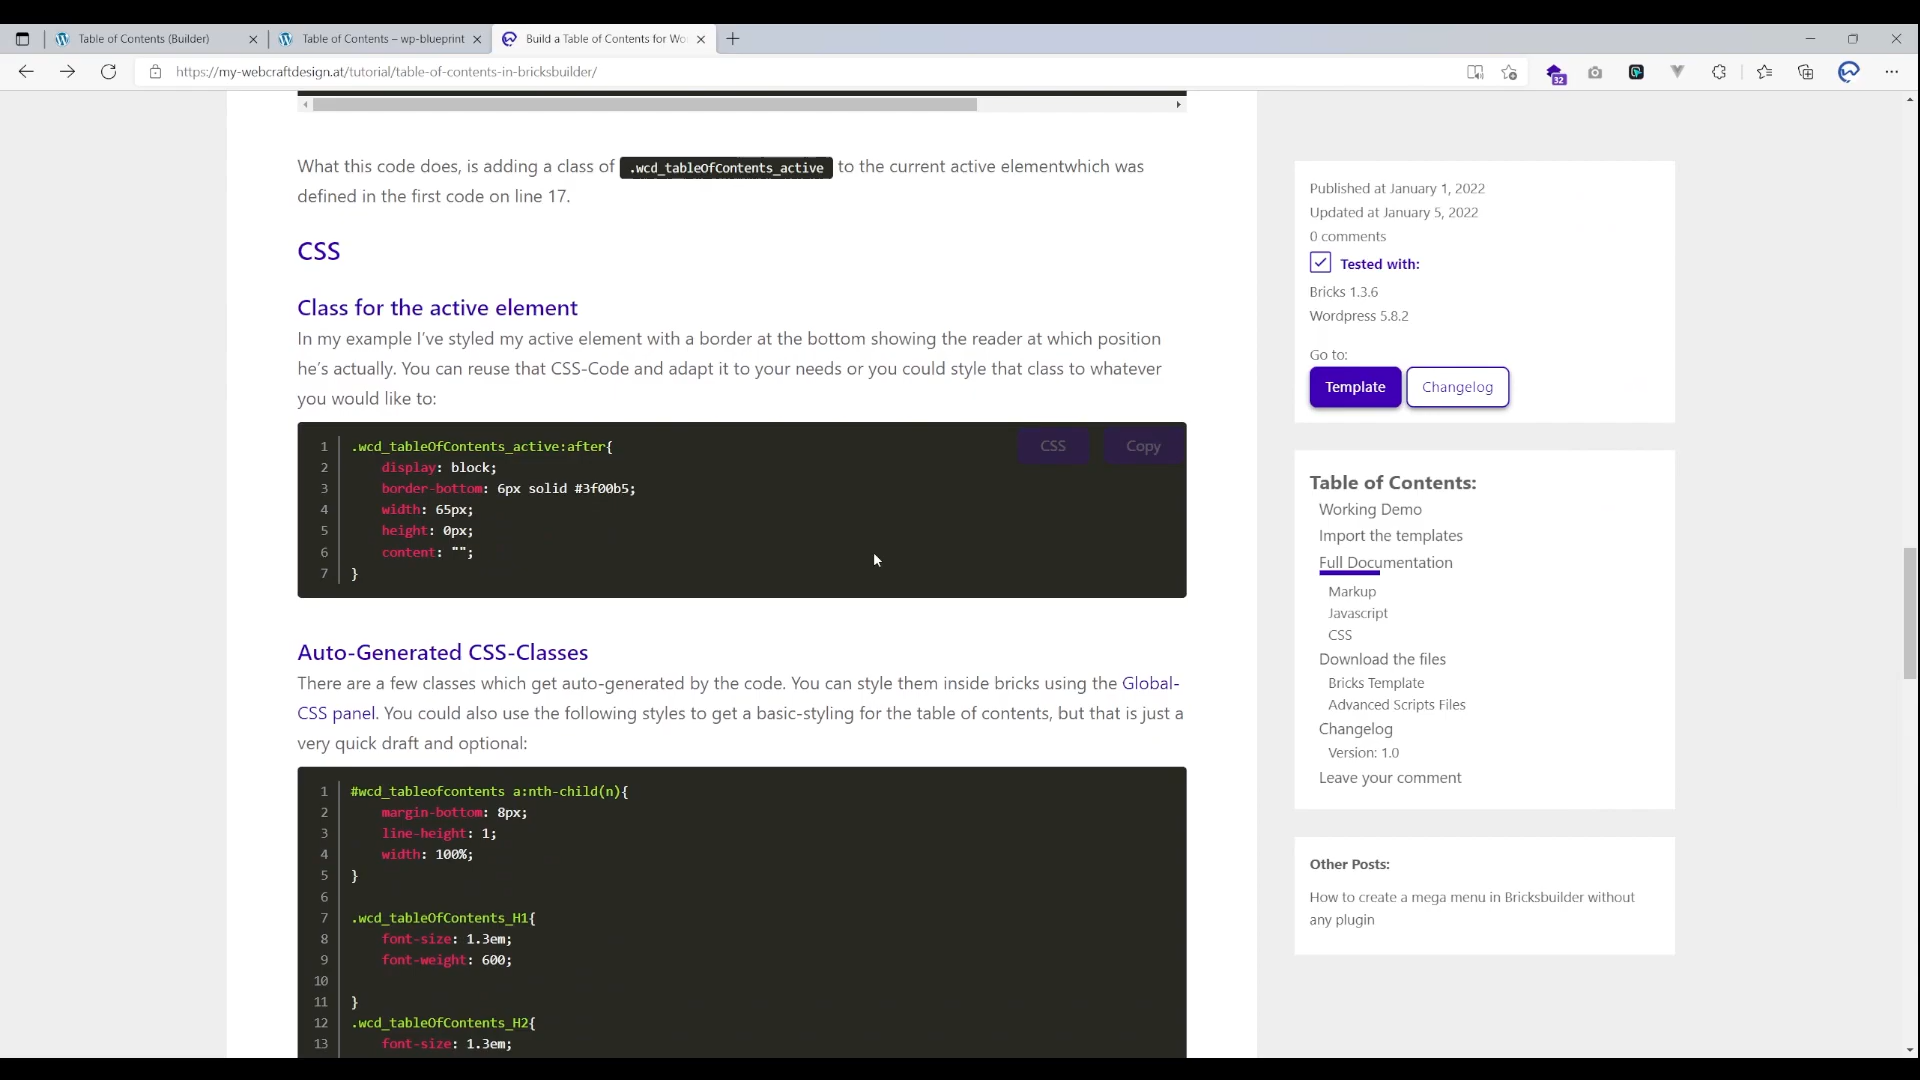 Table of Contents (Builder)
Table of Contents – wp-blueprint
Build a Table of Contents for Wo
https://my-webcraftdesign.at/tutorial/table-of-contents-in-bricksbuilder/
32
What this code does, is adding a class of .wcd_tableOfContents_active to the current active elementwhich was
defined in the first code on line 17.
CSS
Class for the active element
In my example I've styled my active element with a border at the bottom showing the reader at which position
he's actually. You can reuse that CSS-Code and adapt it to your needs or you could style that class to whatever
you would like to:
CSS Copy
1 .wcd_tableOfContents_active:after{
2 display: block;
3 border-bottom: 6px solid #3f00b5;
4 width: 65px;
5 height: 0px;
6 content: "";
7 }
Auto-Generated CSS-Classes
There are a few classes which get auto-generated by the code. You can style them inside bricks using the Global-
CSS panel. You could also use the following styles to get a basic-styling for the table of contents, but that is just a
very quick draft and optional:
1 #wcd_tableofcontents a:nth-child(n){
2 margin-bottom: 8px;
3 line-height: 1;
4 width: 100%;
5 }
6
7 .wcd_tableOfContents_H1{
8 font-size: 1.3em;
9 font-weight: 600;
10
11 }
12 .wcd_tableOfContents_H2{
13 font-size: 1.3em;
Published at January 1, 2022
Updated at January 5, 2022
0 comments
Tested with:
Bricks 1.3.6
Wordpress 5.8.2
Go to:
Template Changelog
Table of Contents:
Working Demo
Import the templates
Full Documentation
Markup
Javascript
CSS
Download the files
Bricks Template
Advanced Scripts Files
Changelog
Version: 1.0
Leave your comment
Other Posts:
How to create a mega menu in Bricksbuilder without
any plugin